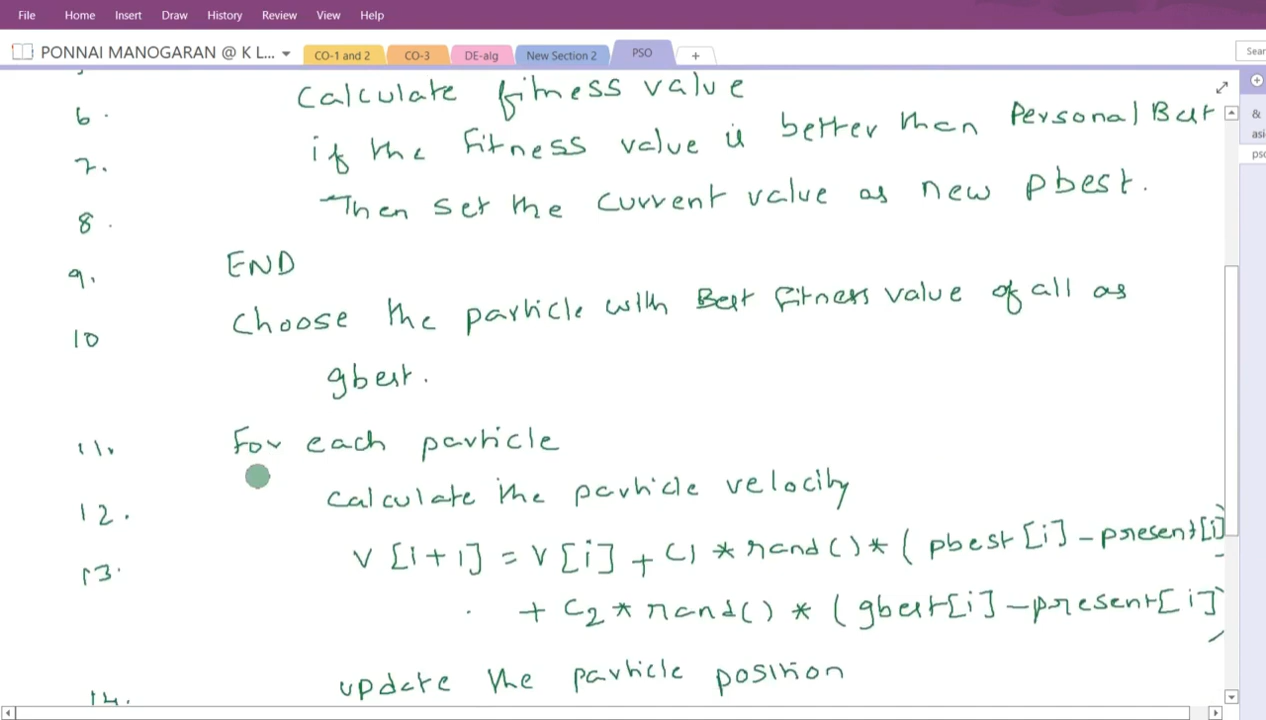 File Home Insert Draw History Review View Help
PONNAI MANOGARAN @ K L... CO-1 and 2 CO-3 DE-alg New Section 2 PSO +
Sear
6. Calculate fitness value
7. if the Fitness value is better than Personal Best
8. Then set the current value as new pbest.
9. END
10 choose the particle with Best Fitness value of all as
gbest.
11. For each particle
12. calculate the particle velocity
13. V [i+1] = V [i] + C1 * rand () * ( pbest [i] - present[i]
+ C2 * rand() * ( gbest[i] - present[i]
14. update the particle position
&
asi
pso